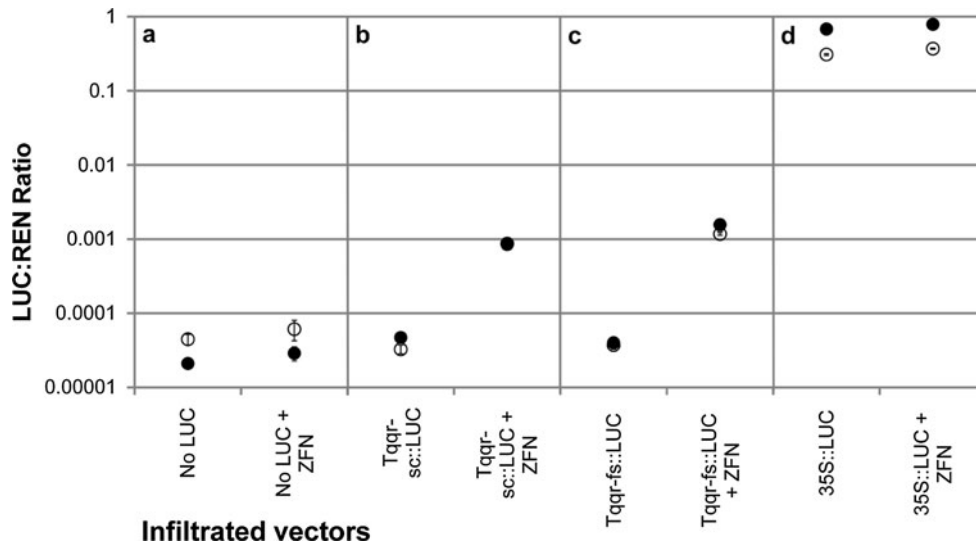 a
b
c
d
1
0.1
0.01
0.001
0.0001
0.00001
LUC:REN Ratio
No LUC
No LUC +
ZFN
Tqqr-
sc::LUC
Tqqr-
sc::LUC +
ZFN
Tqqr-fs::LUC
Tqqr-fs::LUC
+ ZFN
35S::LUC
35S::LUC +
ZFN
Infiltrated vectors